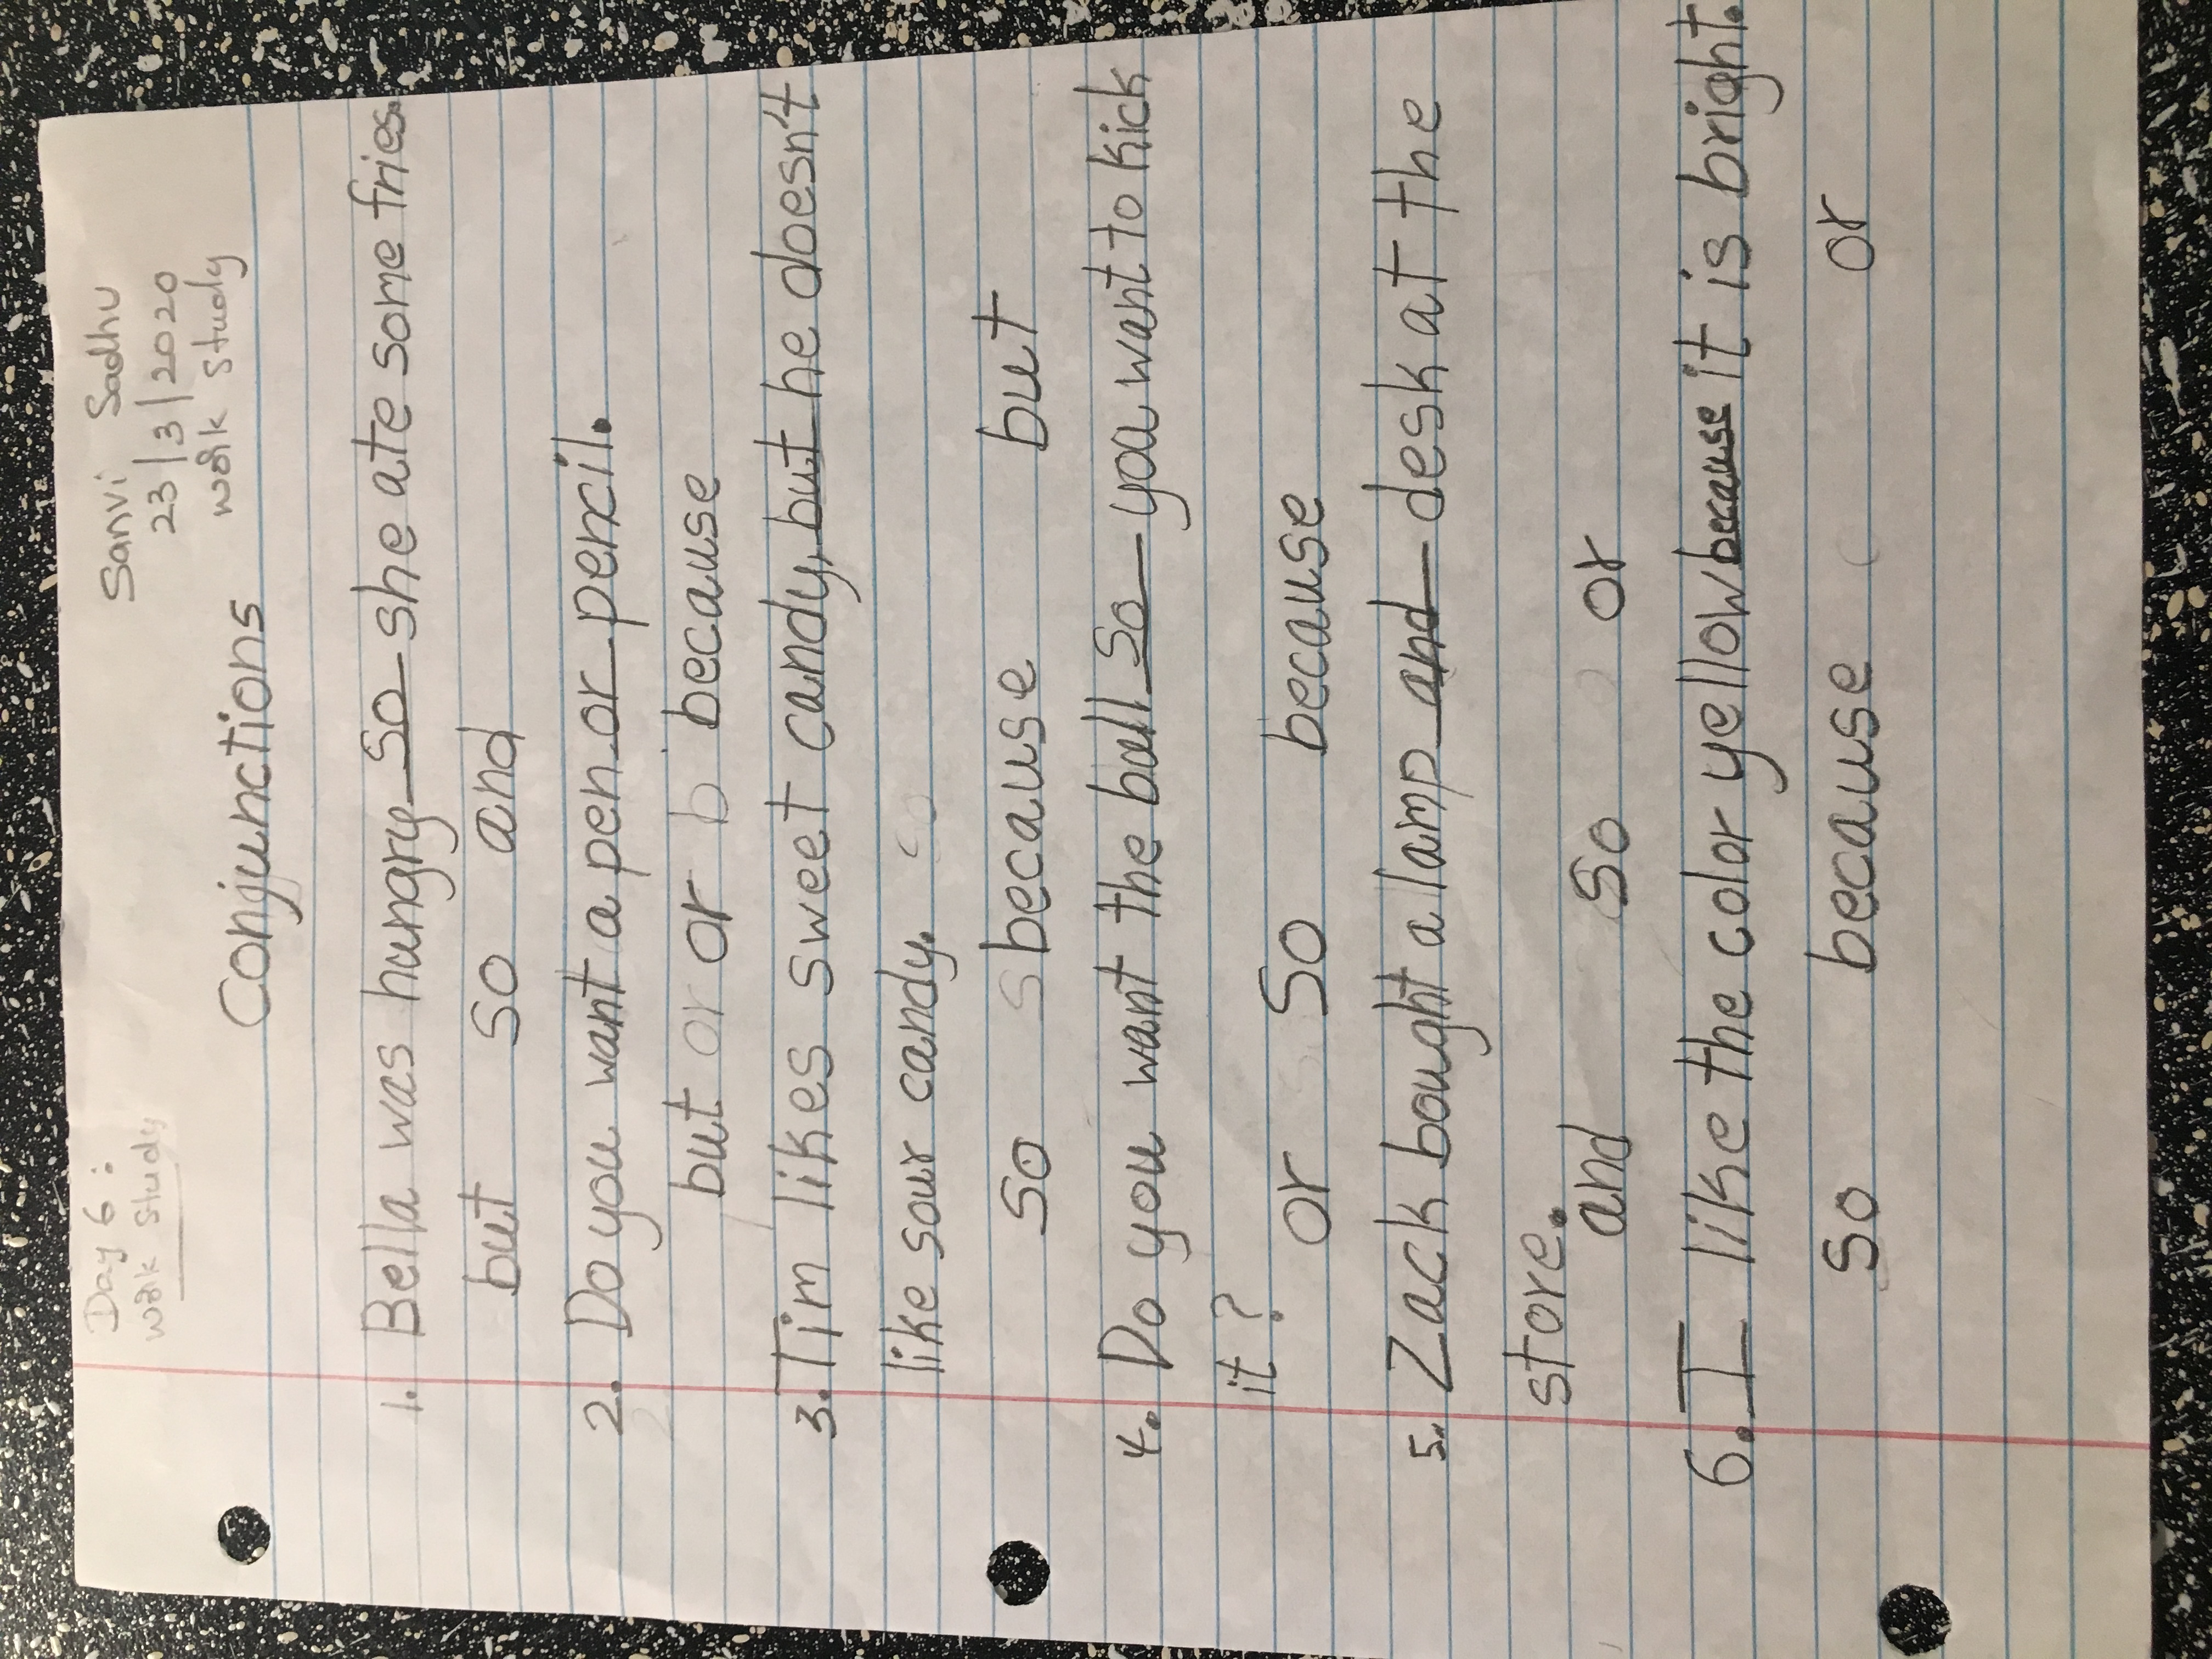 Day 6 :
Work Study
Sanvi Sadhu
23/3/2020
Work Study
Conjunctions
1. Bella was hungry so she ate some fries.
but so and
2. Do you want a pen or pencil.
but or or b because
3. Tim likes sweet candy, but he doesn't
like sour candy. so
so s because but
4. Do you want the ball so you want to kick
it ?
or so because
5. Zack bought a lamp and desk at the
store.
and so or
6. I like the color yellow because it is bright.
so because or